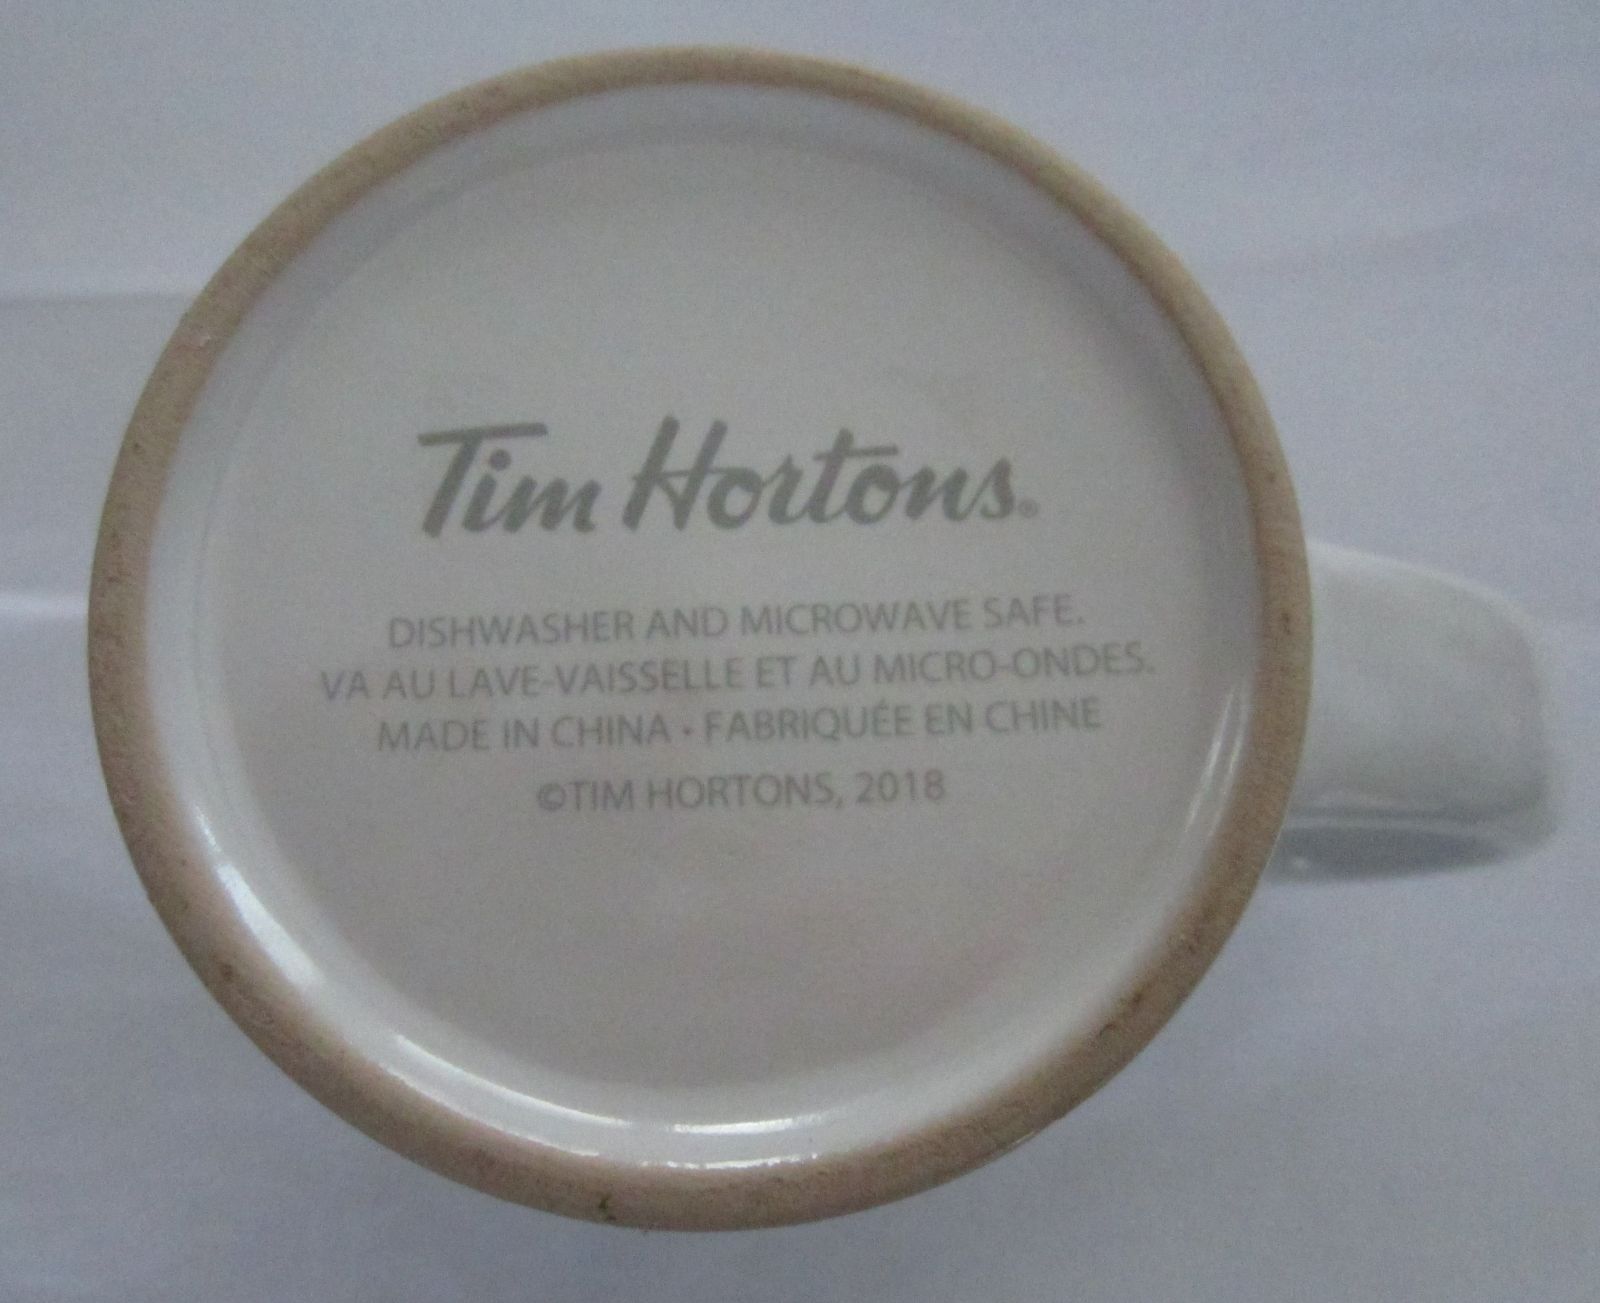 Tim Hortons®
DISHWASHER AND MICROWAVE SAFE.
VA AU LAVE-VAISSELLE ET AU MICRO-ONDES.
MADE IN CHINA • FABRIQUÉE EN CHINE
©TIM HORTONS, 2018